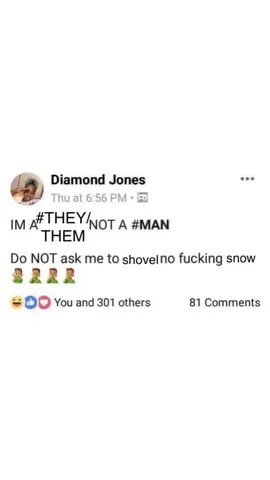 Diamond Jones
Thu at 6:56 PM •
IM A #THEY/THEM NOT A #MAN
Do NOT ask me to shovel no fucking snow
You and 301 others 81 Comments